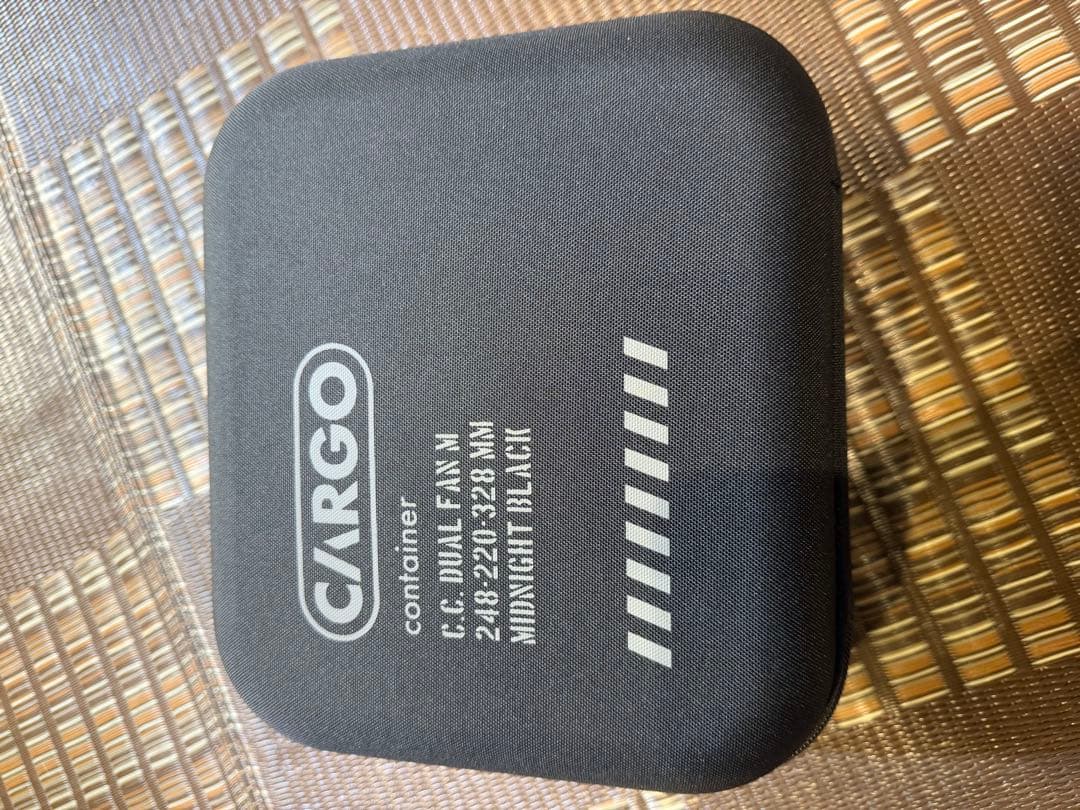 CARGO
container
C.C. DUAL FAN M
248·220·328 MM
MIDNIGHT BLACK